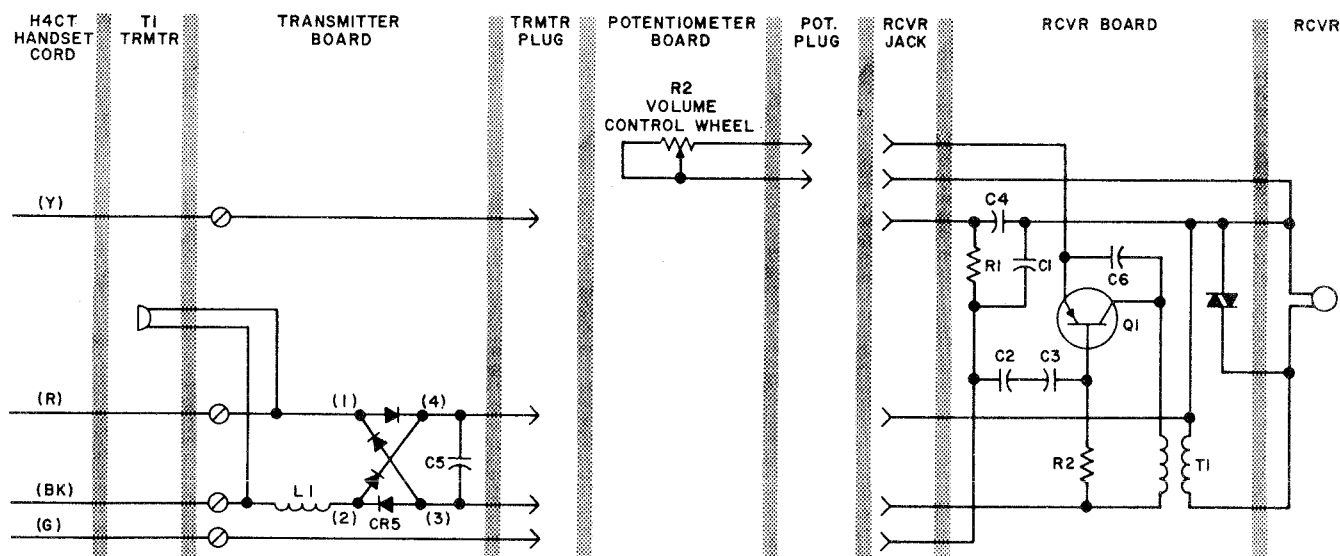 H4CT
HANDSET
CORD
T1
TRMTR
TRANSMITTER
BOARD
TRMTR
PLUG
POTENTIOMETER
BOARD
POT.
PLUG
RCVR
JACK
RCVR BOARD
RCVR
R2
VOLUME
CONTROL WHEEL
(Y)
C4
R1
C1
C6
Q1
C2
C3
(R)
(1)
(4)
C5
R2
T1
(BK)
L1
(2)
CR5
(3)
(G)